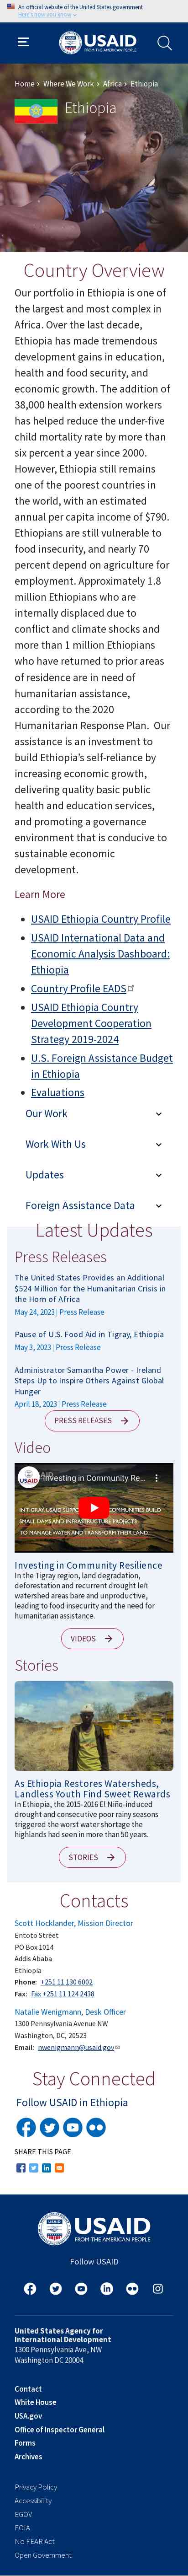 An official website of the United States government
Here's how you know
USAID
FROM THE AMERICAN PEOPLE
Home › Where We Work › Africa › Ethiopia
Ethiopia
Country Overview
Our portfolio in Ethiopia is one of
the largest and most complex in
Africa. Over the last decade,
Ethiopia has made tremendous
development gains in education,
health and food security, and
economic growth. The addition of
38,000 health extension workers
has helped reduce the under-five
child mortality rate by more than
six percent a year since 2000.
However, Ethiopia still remains
one of the poorest countries in
the world, with an estimated
annual per capita income of $790.
Ethiopians are still vulnerable to
food insecurity, and nearly 70
percent depend on agriculture for
employment. Approximately 1.8
million Ethiopians who are
internally displaced due to
conflict and climate shocks and
more than 1 million Ethiopians
who have returned to prior areas
of residence are in need of
humanitarian assistance,
according to the 2020
Humanitarian Response Plan. Our
assistance is an investment to
build Ethiopia's self-reliance by
increasing economic growth,
delivering quality basic public
health and education services,
and promoting a governance
environment that is conducive to
sustainable economic
development.
Learn More
USAID Ethiopia Country Profile
USAID International Data and
Economic Analysis Dashboard:
Ethiopia
Country Profile EADS
USAID Ethiopia Country
Development Cooperation
Strategy 2019-2024
U.S. Foreign Assistance Budget
in Ethiopia
Evaluations
Our Work
Work With Us
Updates
Foreign Assistance Data
Latest Updates
Press Releases
The United States Provides an Additional
$524 Million for the Humanitarian Crisis in
the Horn of Africa
May 24, 2023 | Press Release
Pause of U.S. Food Aid in Tigray, Ethiopia
May 3, 2023 | Press Release
Administrator Samantha Power - Ireland
Steps Up to Inspire Others Against Global
Hunger
April 18, 2023 | Press Release
PRESS RELEASES
Video
Investing in Community Re...
IN TIGRAY USAID SUPPO COMMUNITIES BUILD
SMALL DAMS AND INFRASTRUCTURE PROJECTS
TO MANAGE WATER AND TRANSFORM THEIR LAND...
Investing in Community Resilience
In the Tigray region, land degradation,
deforestation and recurrent drought left
watershed areas bare and unproductive,
leading to food insecurity and the need for
humanitarian assistance.
VIDEOS
Stories
As Ethiopia Restores Watersheds,
Landless Youth Find Sweet Rewards
In Ethiopia, the 2015-2016 El Niño-induced
drought and consecutive poor rainy seasons
triggered the worst water shortage the
highlands had seen in more than 50 years.
STORIES
Contacts
Scott Hocklander, Mission Director
Entoto Street
PO Box 1014
Addis Ababa
Ethiopia
Phone: +251 11 130 6002
Fax: Fax +251 11 124 2438
Natalie Wenigmann, Desk Officer
1300 Pennsylvania Avenue NW
Washington, DC, 20523
Email: nwenigmann@usaid.gov
Stay Connected
Follow USAID in Ethiopia
SHARE THIS PAGE
USAID
FROM THE AMERICAN PEOPLE
Follow USAID
United States Agency for
International Development
1300 Pennsylvania Ave, NW
Washington DC 20004
Contact
White House
USA.gov
Office of Inspector General
Forms
Archives
Privacy Policy
Accessibility
EGOV
FOIA
No FEAR Act
Open Government